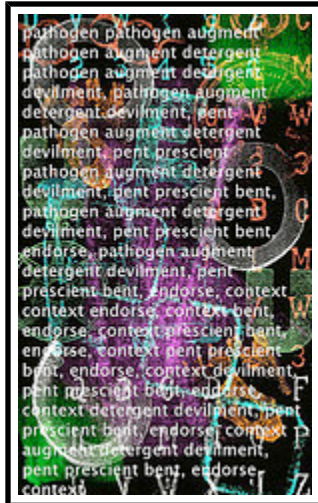 pathogen pathogen augment
pathogen augment detergent
pathogen augment detergent
devilment, pathogen augment
detergent devilment, pent
pathogen augment detergent
devilment, pent prescient
pathogen augment detergent
devilment, pent prescient bent,
pathogen augment detergent
devilment, pent prescient bent,
endorse, pathogen augment
detergent devilment, pent
prescient bent, endorse, context
context endorse, context bent,
endorse, context prescient bent,
endorse, context pent prescient
bent, endorse, context devilment,
pent prescient bent, endorse,
context detergent devilment, pent
prescient bent, endorse, context
augment detergent devilment,
pent prescient bent, endorse,
context